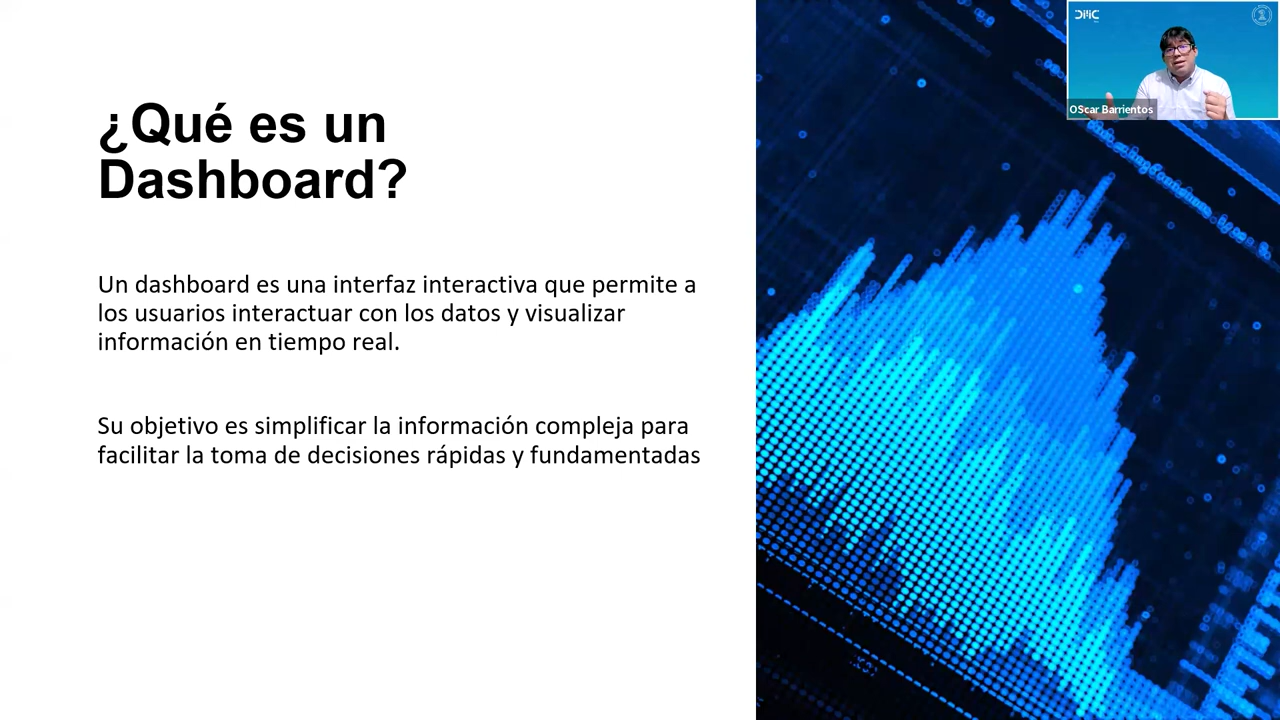 ¿Qué es un
Dashboard?
Un dashboard es una interfaz interactiva que permite a
los usuarios interactuar con los datos y visualizar
información en tiempo real.
Su objetivo es simplificar la información compleja para
facilitar la toma de decisiones rápidas y fundamentadas
DMC
OScar Barrientos